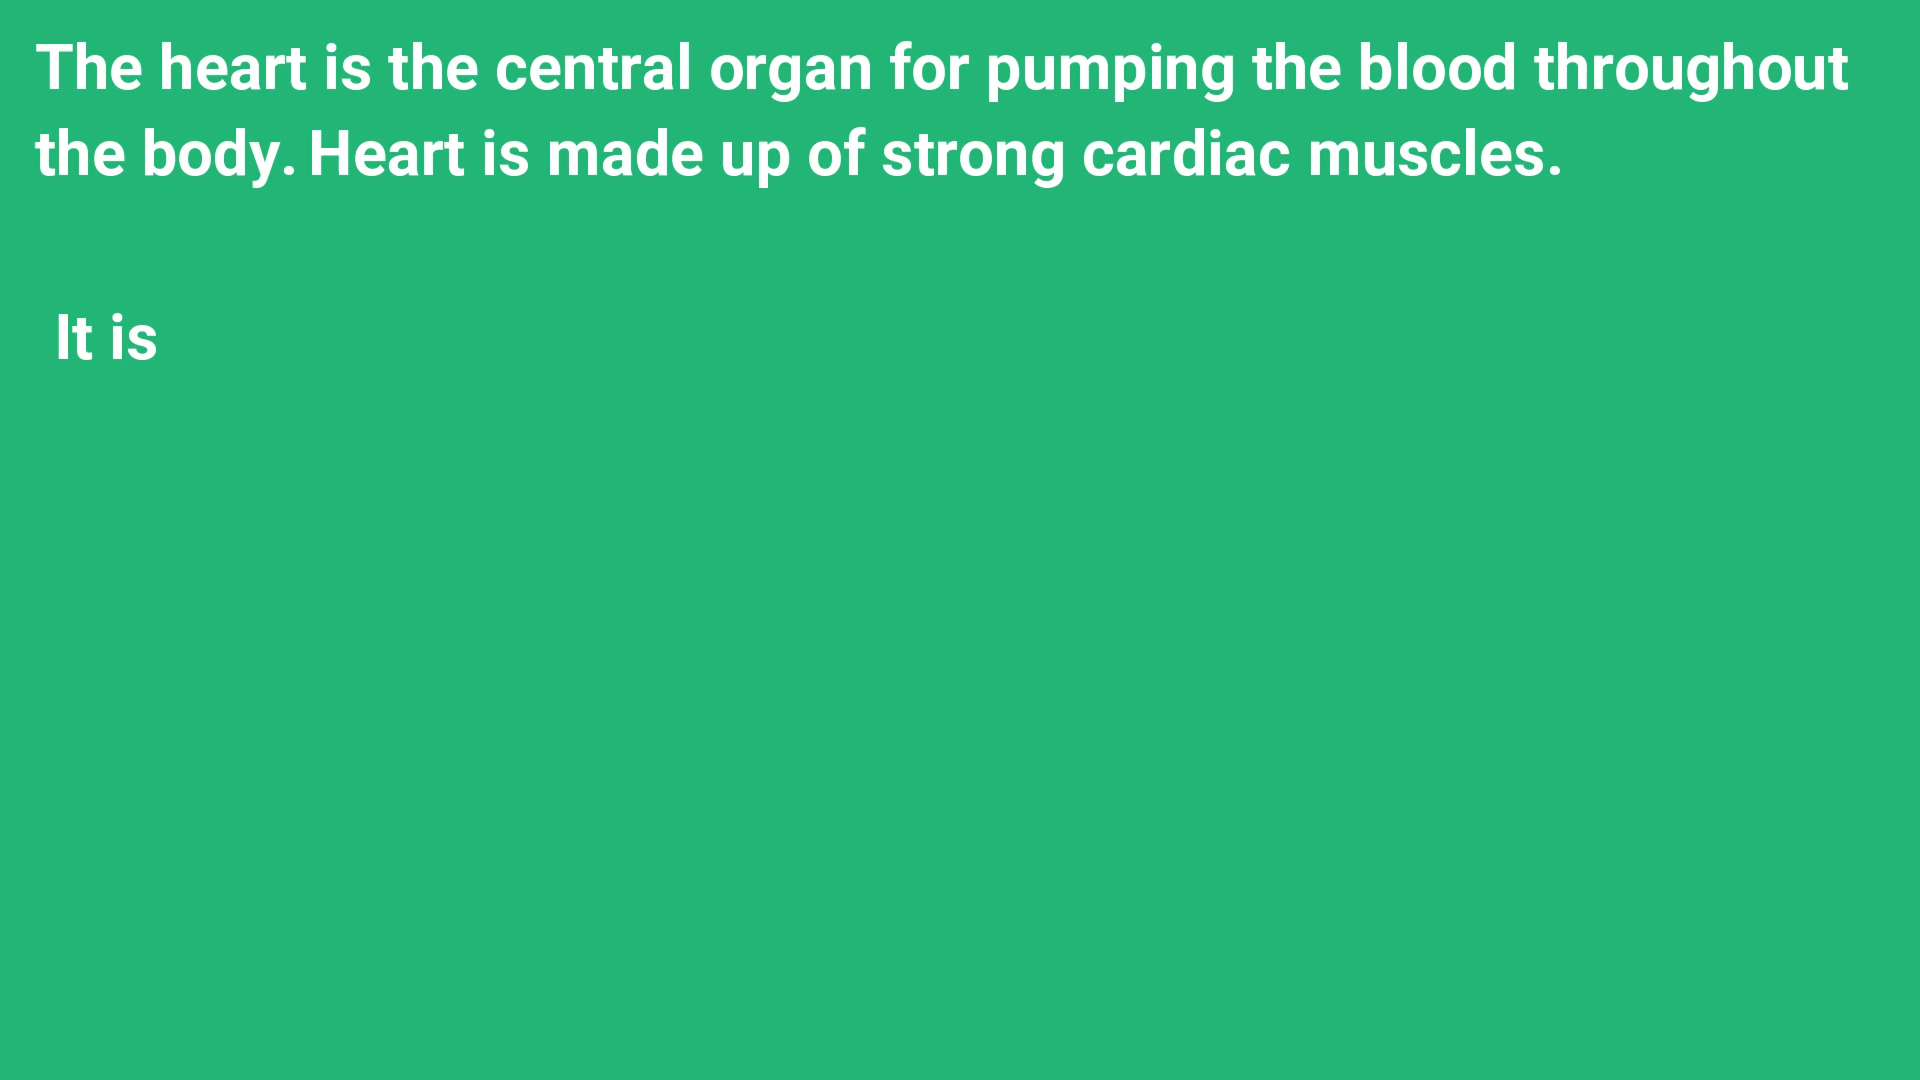 The heart is the central organ for pumping the blood throughout
the body. Heart is made up of strong cardiac muscles.
It is